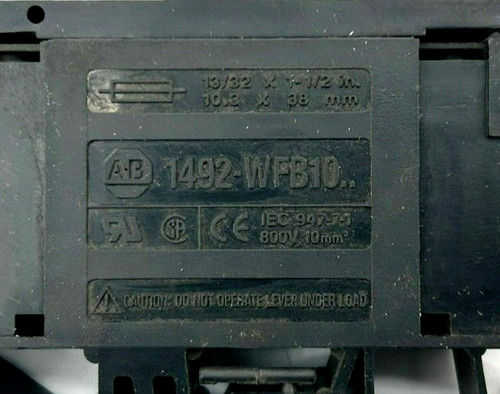 13/32 X 1-1/2 in.
10.3 X 38 mm
A-B 1492-WFB10..
IEC 947-7-1
800V 10mm²
CAUTION: DO NOT OPERATE LEVER UNDER LOAD